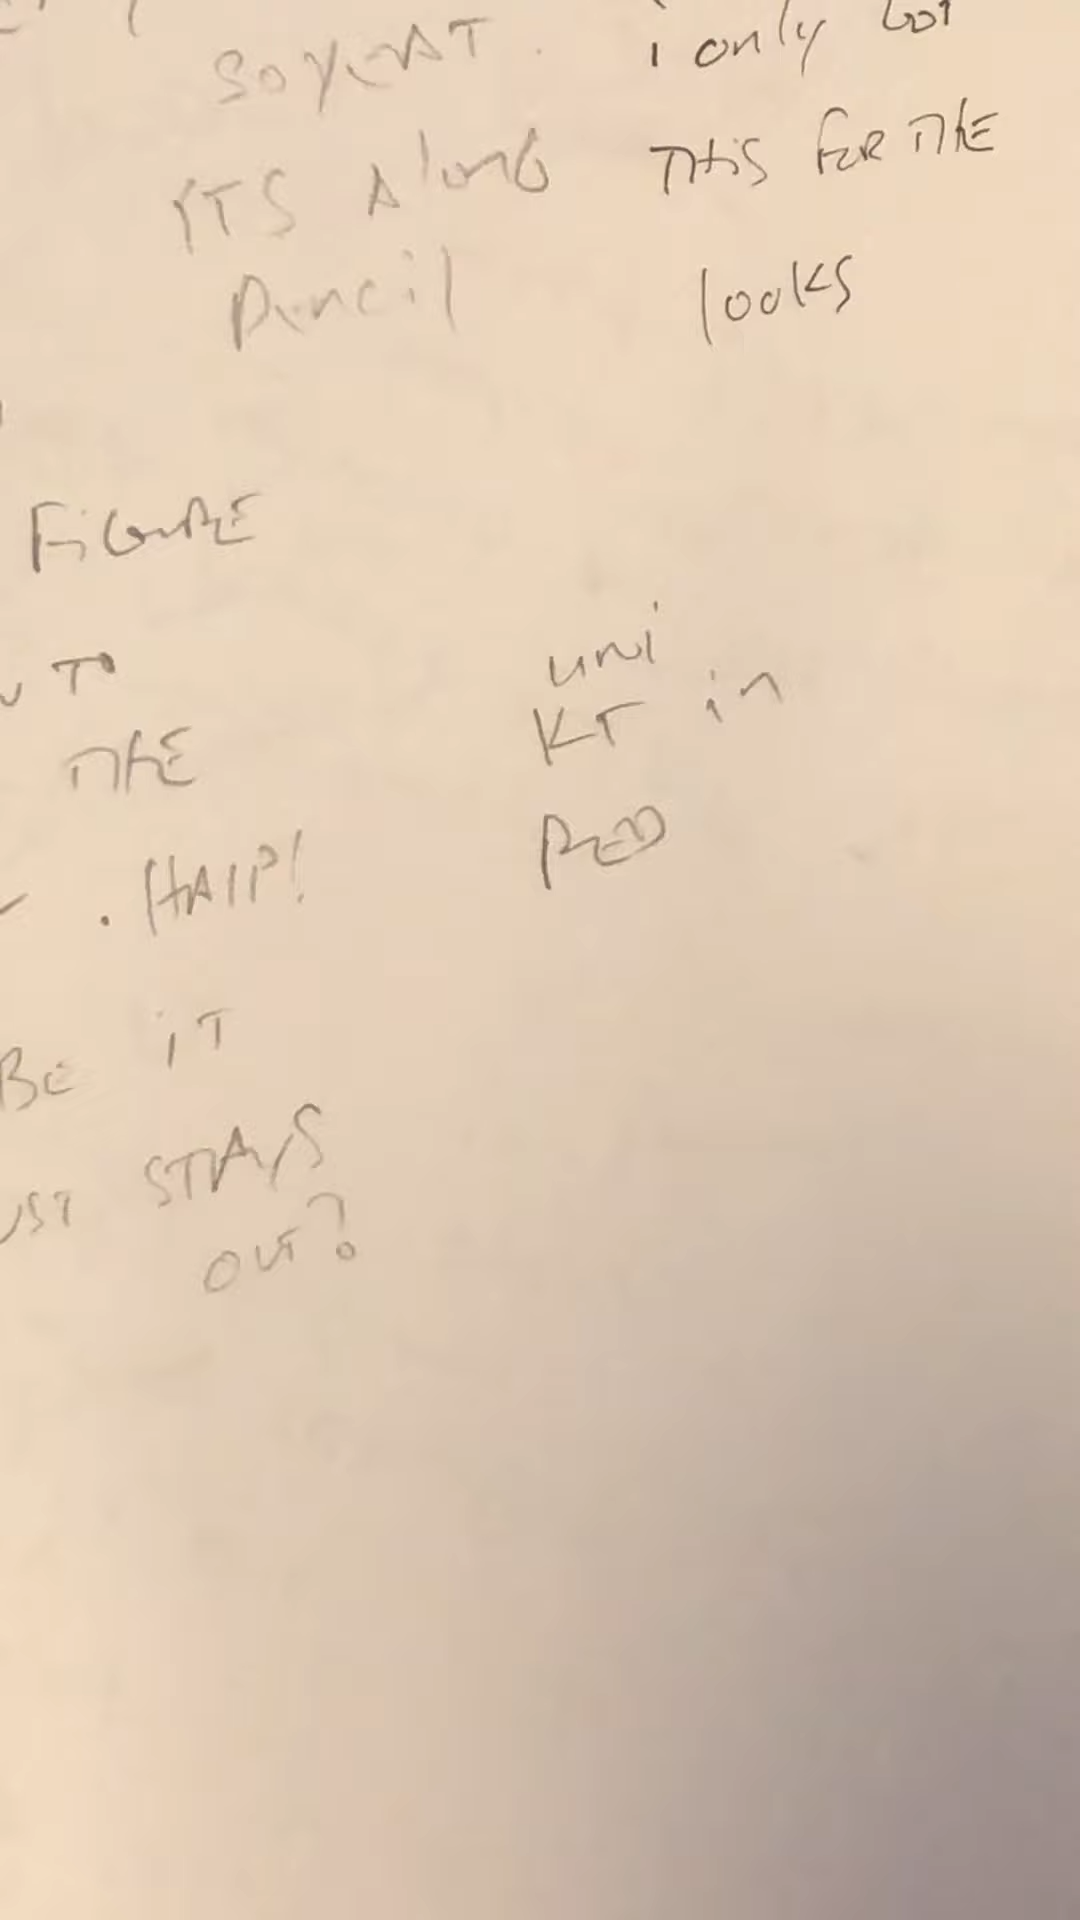 ITS A long
Pencil
i only GOT
THiS FOR THE
looks
FiGURE
TO
THE
. HAlP!
BE iT
STAYS
OUT?
uni
KT in
RED